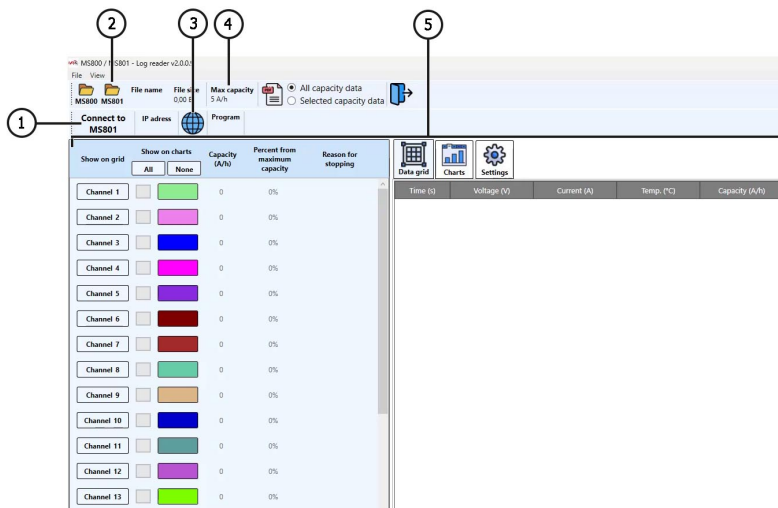 2
3
4
5
MS800 / MS801 - Log reader v2.0.0.9
File View
MS800 MS801
File name
File size
0,00 B
Max capacity
5 A/h
All capacity data
Selected capacity data
1
Connect to
MS801
IP adress
Program
Show on grid
Show on charts
All None
Capacity
(A/h)
Percent from
maximum
capacity
Reason for
stopping
Data grid Charts Settings
Time (s) Voltage (V) Current (A) Temp. (°C) Capacity (A/h)
Channel 1 0 0%
Channel 2 0 0%
Channel 3 0 0%
Channel 4 0 0%
Channel 5 0 0%
Channel 6 0 0%
Channel 7 0 0%
Channel 8 0 0%
Channel 9 0 0%
Channel 10 0 0%
Channel 11 0 0%
Channel 12 0 0%
Channel 13 0 0%